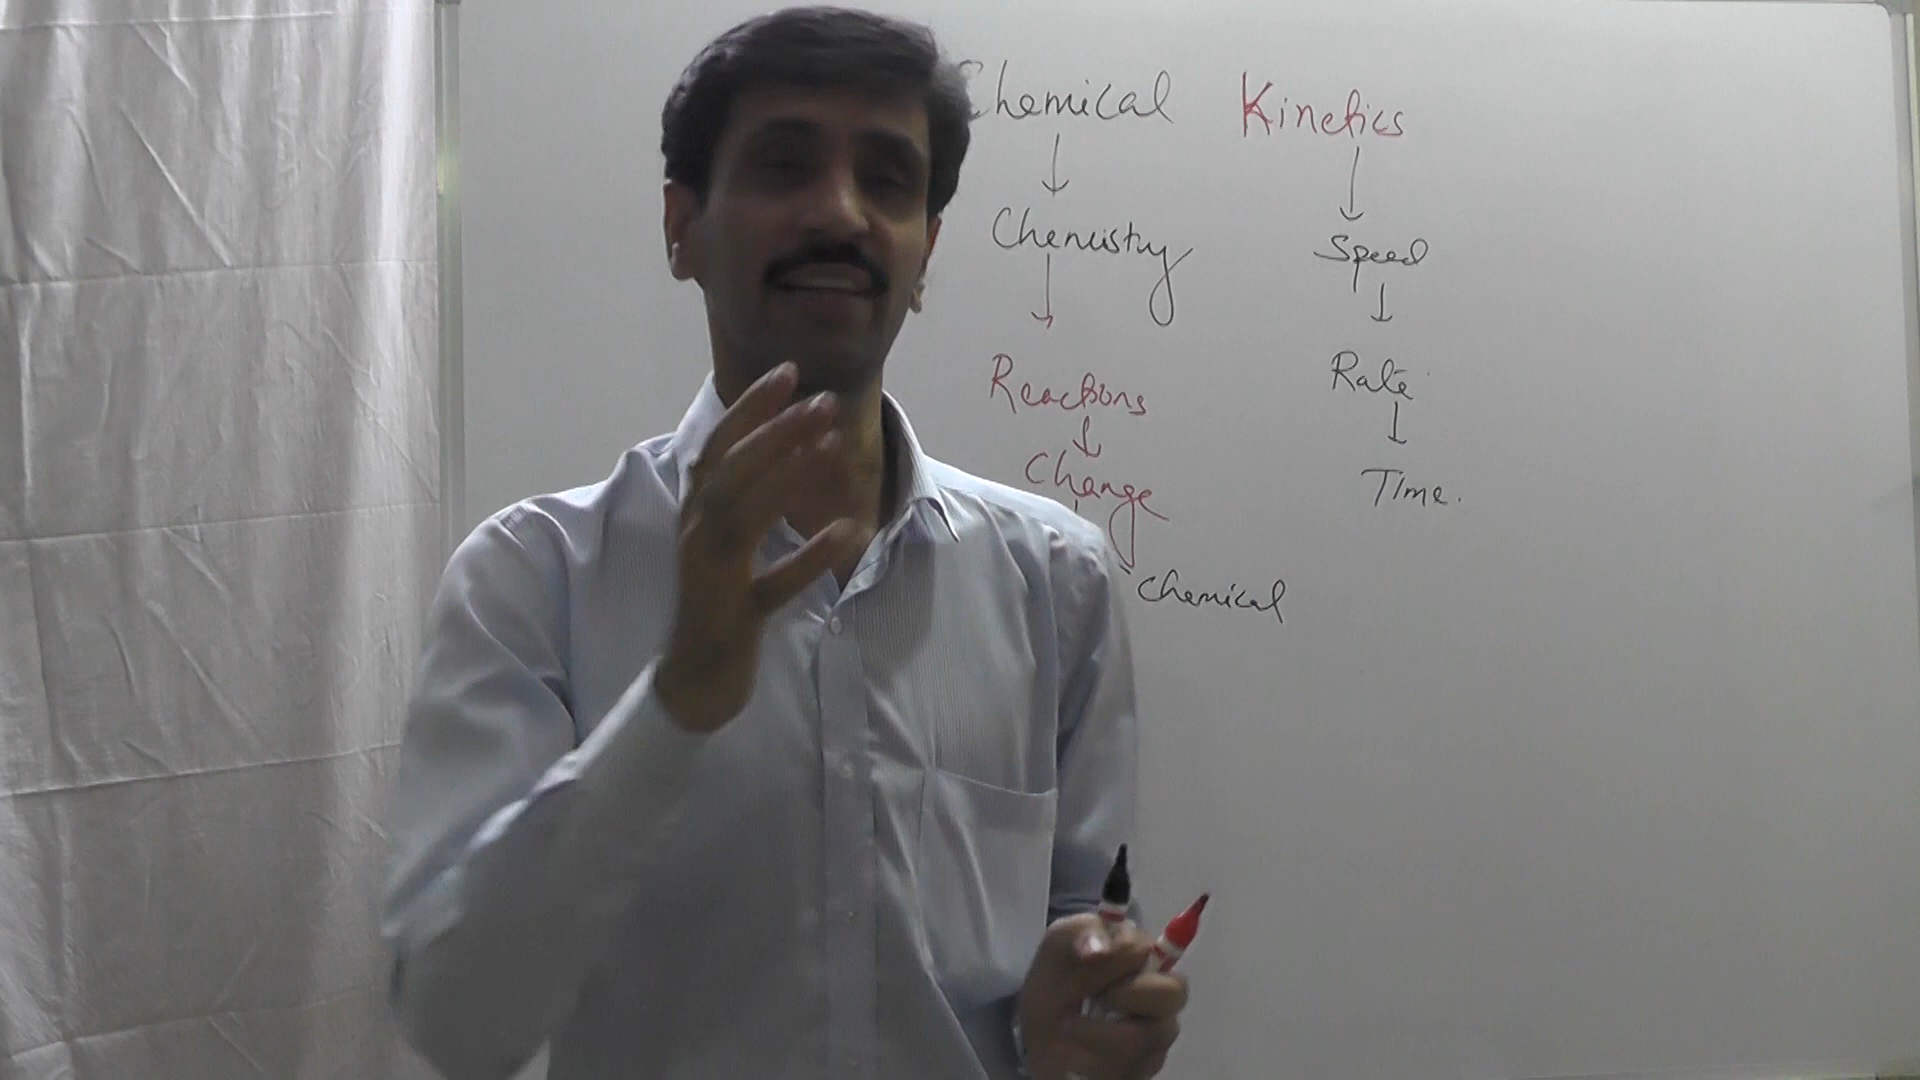 Chemical Kinetics
Chemistry Speed
Reactions Rate
Change Time.
Chemical